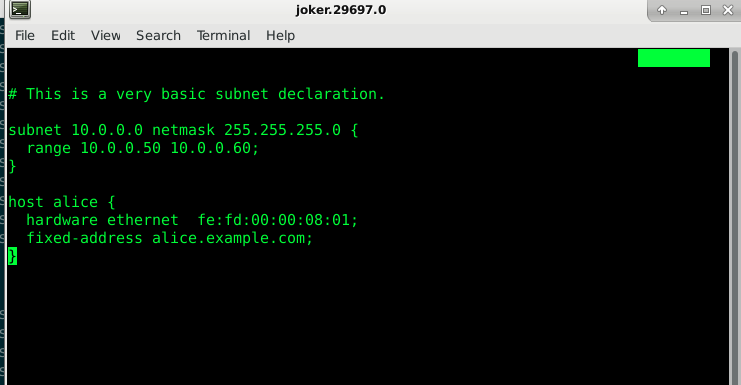 joker.29697.0
File Edit View Search Terminal Help
# This is a very basic subnet declaration.
subnet 10.0.0.0 netmask 255.255.255.0 {
  range 10.0.0.50 10.0.0.60;
}
host alice {
  hardware ethernet  fe:fd:00:00:08:01;
  fixed-address alice.example.com;
}